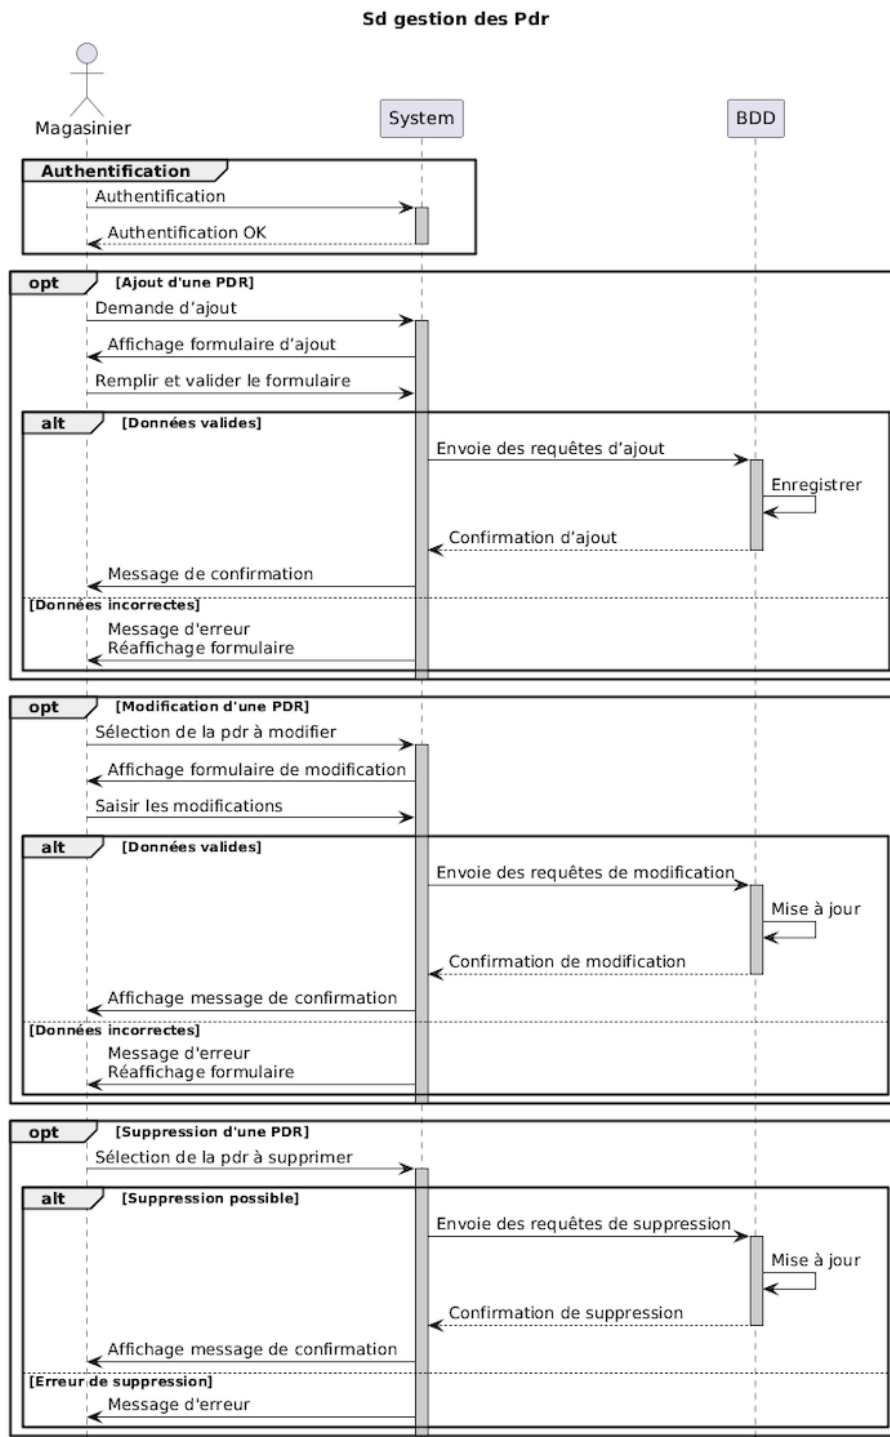 Sd gestion des Pdr
Magasinier
System
BDD
Authentification
Authentification
Authentification OK
opt [Ajout d'une PDR]
Demande d’ajout
Affichage formulaire d’ajout
Remplir et valider le formulaire
alt [Données valides]
Envoie des requêtes d’ajout
Enregistrer
Confirmation d’ajout
Message de confirmation
[Données incorrectes]
Message d'erreur
Réaffichage formulaire
opt [Modification d'une PDR]
Sélection de la pdr à modifier
Affichage formulaire de modification
Saisir les modifications
alt [Données valides]
Envoie des requêtes de modification
Mise à jour
Confirmation de modification
Affichage message de confirmation
[Données incorrectes]
Message d'erreur
Réaffichage formulaire
opt [Suppression d'une PDR]
Sélection de la pdr à supprimer
alt [Suppression possible]
Envoie des requêtes de suppression
Mise à jour
Confirmation de suppression
Affichage message de confirmation
[Erreur de suppression]
Message d'erreur